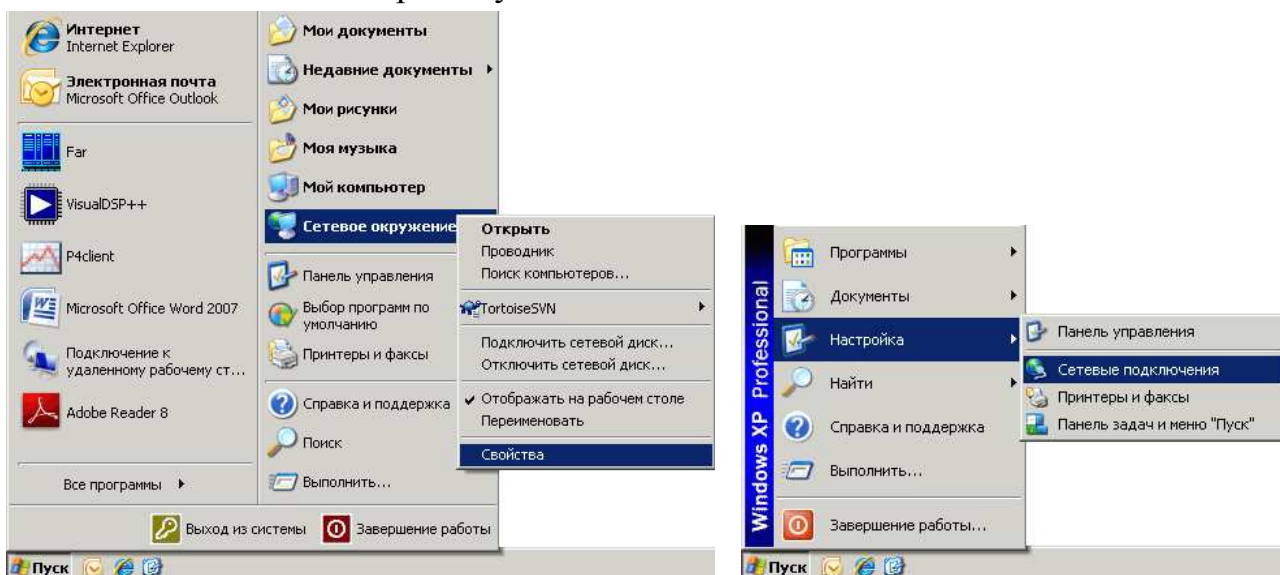 Интернет
Internet Explorer
Электронная почта
Microsoft Office Outlook
Far
VisualDSP++
P4client
Microsoft Office Word 2007
Подключение к
удаленному рабочему ст...
Adobe Reader 8
Все программы
Мои документы
Недавние документы
Мои рисунки
Моя музыка
Мой компьютер
Сетевое окружение
Панель управления
Выбор программ по
умолчанию
Принтеры и факсы
Справка и поддержка
Поиск
Выполнить...
Открыть
Проводник
Поиск компьютеров...
TortoiseSVN
Подключить сетевой диск...
Отключить сетевой диск...
Отображать на рабочем столе
Переименовать
Свойства
Выход из системы
Завершение работы
Пуск
Windows XP Professional
Программы
Документы
Настройка
Найти
Справка и поддержка
Выполнить...
Завершение работы...
Панель управления
Сетевые подключения
Принтеры и факсы
Панель задач и меню "Пуск"
Пуск